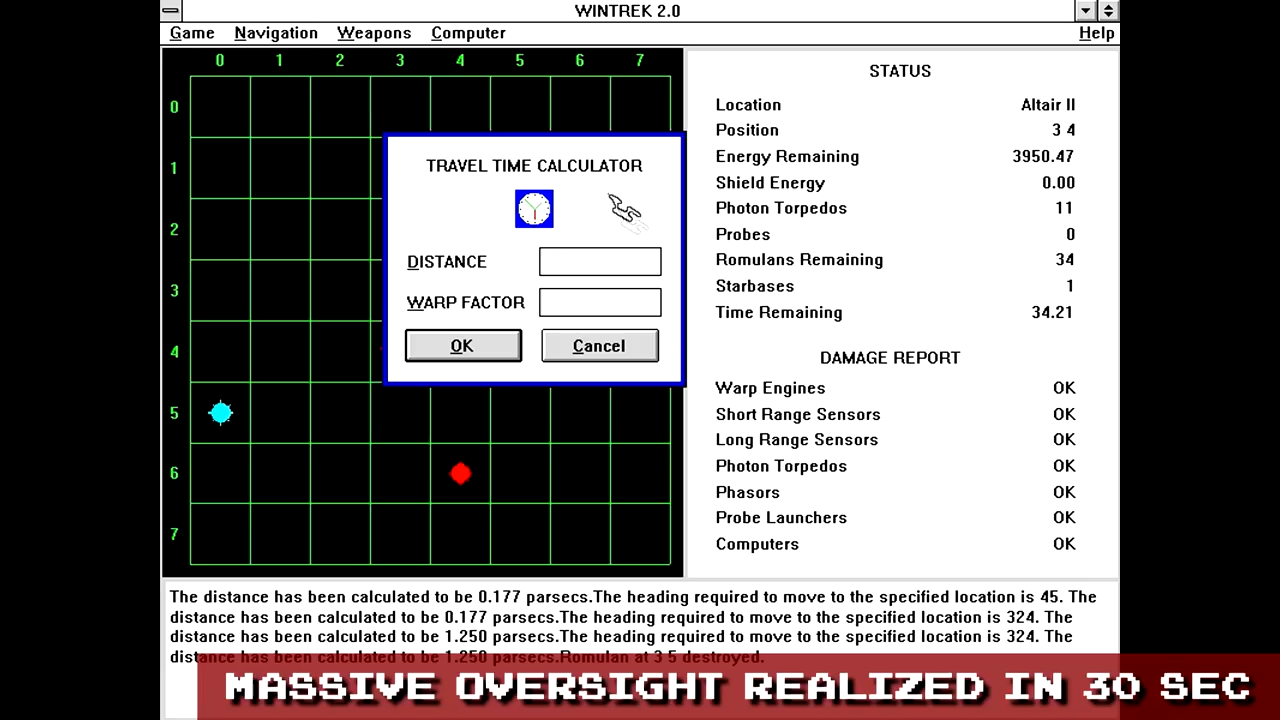 WINTREK 2.0
Game Navigation Weapons Computer Help
0 1 2 3 4 5 6 7
0
1
2
3
4
5
6
7
TRAVEL TIME CALCULATOR
DISTANCE
WARP FACTOR
OK Cancel
STATUS
Location Altair II
Position 3 4
Energy Remaining 3950.47
Shield Energy 0.00
Photon Torpedos 11
Probes 0
Romulans Remaining 34
Starbases 1
Time Remaining 34.21
DAMAGE REPORT
Warp Engines OK
Short Range Sensors OK
Long Range Sensors OK
Photon Torpedos OK
Phasors OK
Probe Launchers OK
Computers OK
The distance has been calculated to be 0.177 parsecs.The heading required to move to the specified location is 45. The
distance has been calculated to be 0.177 parsecs.The heading required to move to the specified location is 324. The
distance has been calculated to be 1.250 parsecs.The heading required to move to the specified location is 324. The
distance has been calculated to be 1.250 parsecs.Romulan at 3 5 destroyed.
MASSIVE OVERSIGHT REALIZED IN 30 SEC